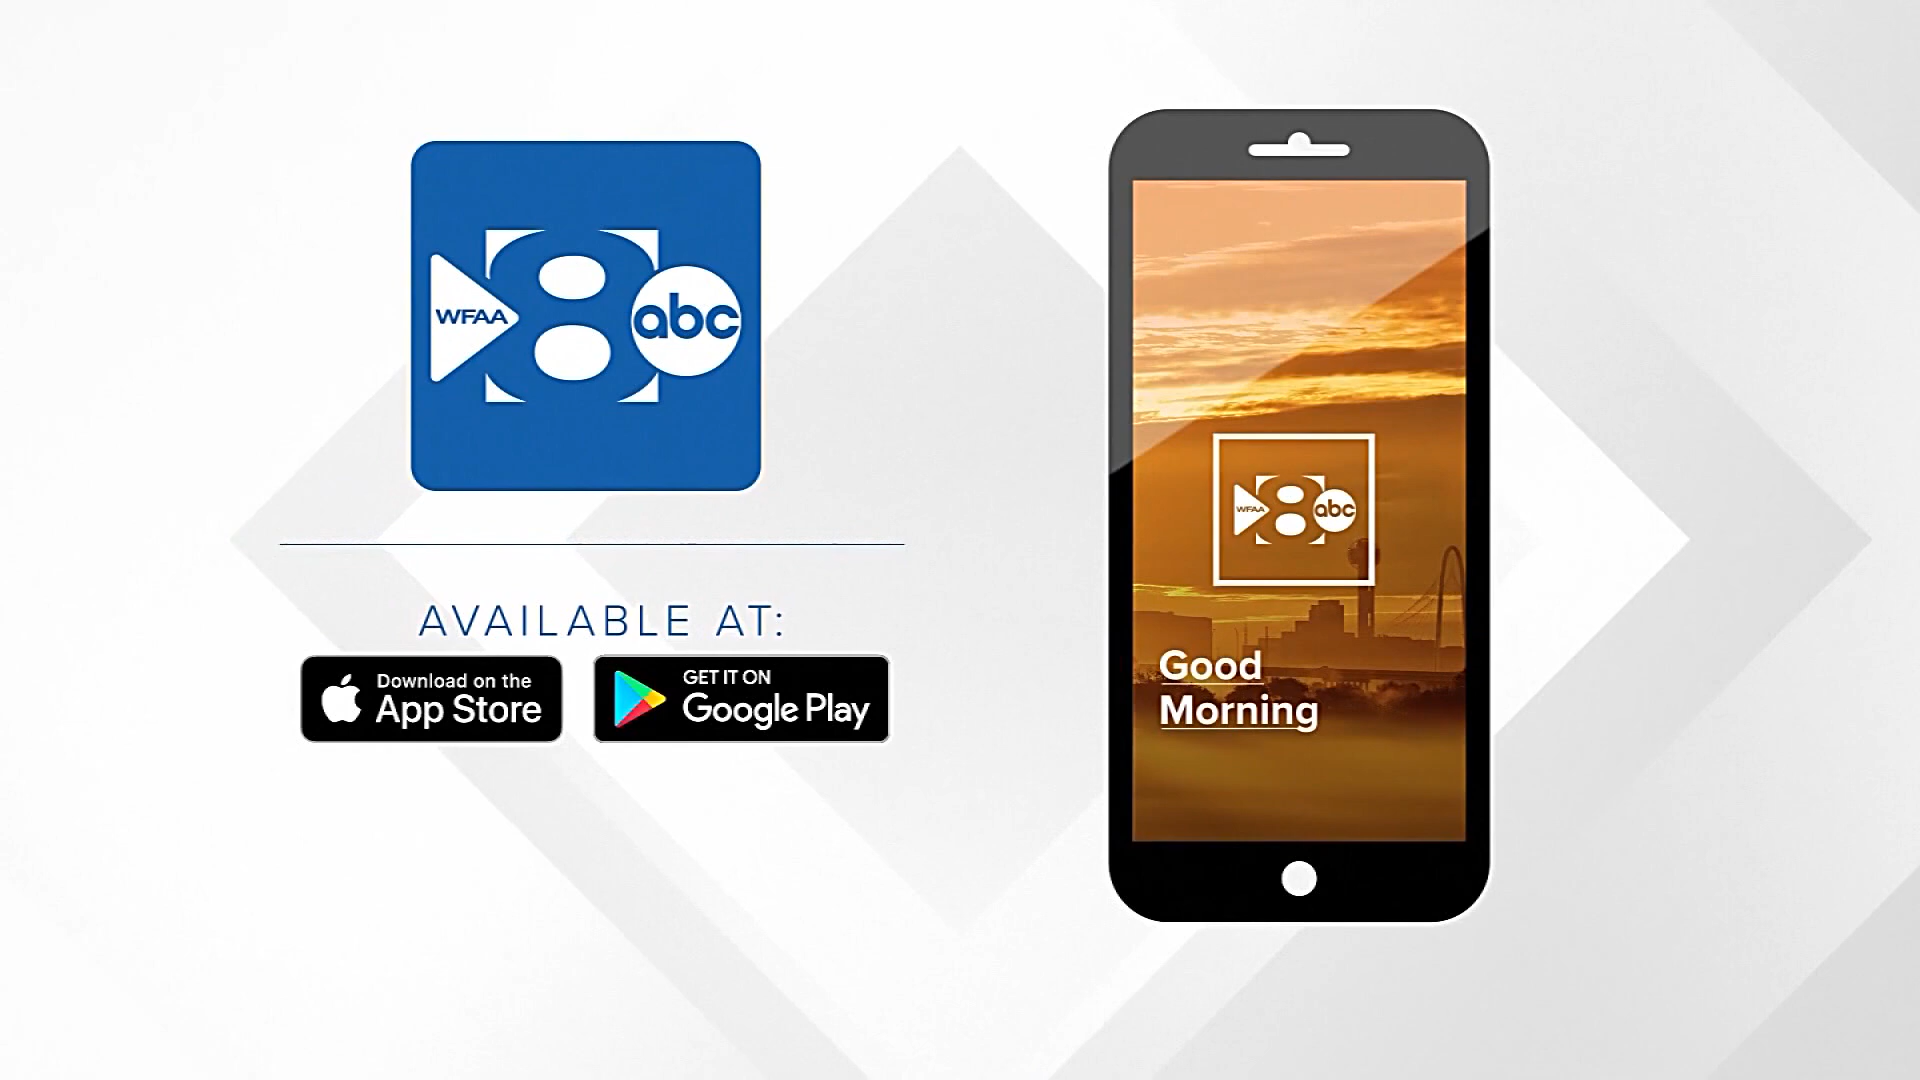 WFAA 8 abc
AVAILABLE AT:
Download on the
App Store
GET IT ON
Google Play
WFAA 8 abc
Good
Morning